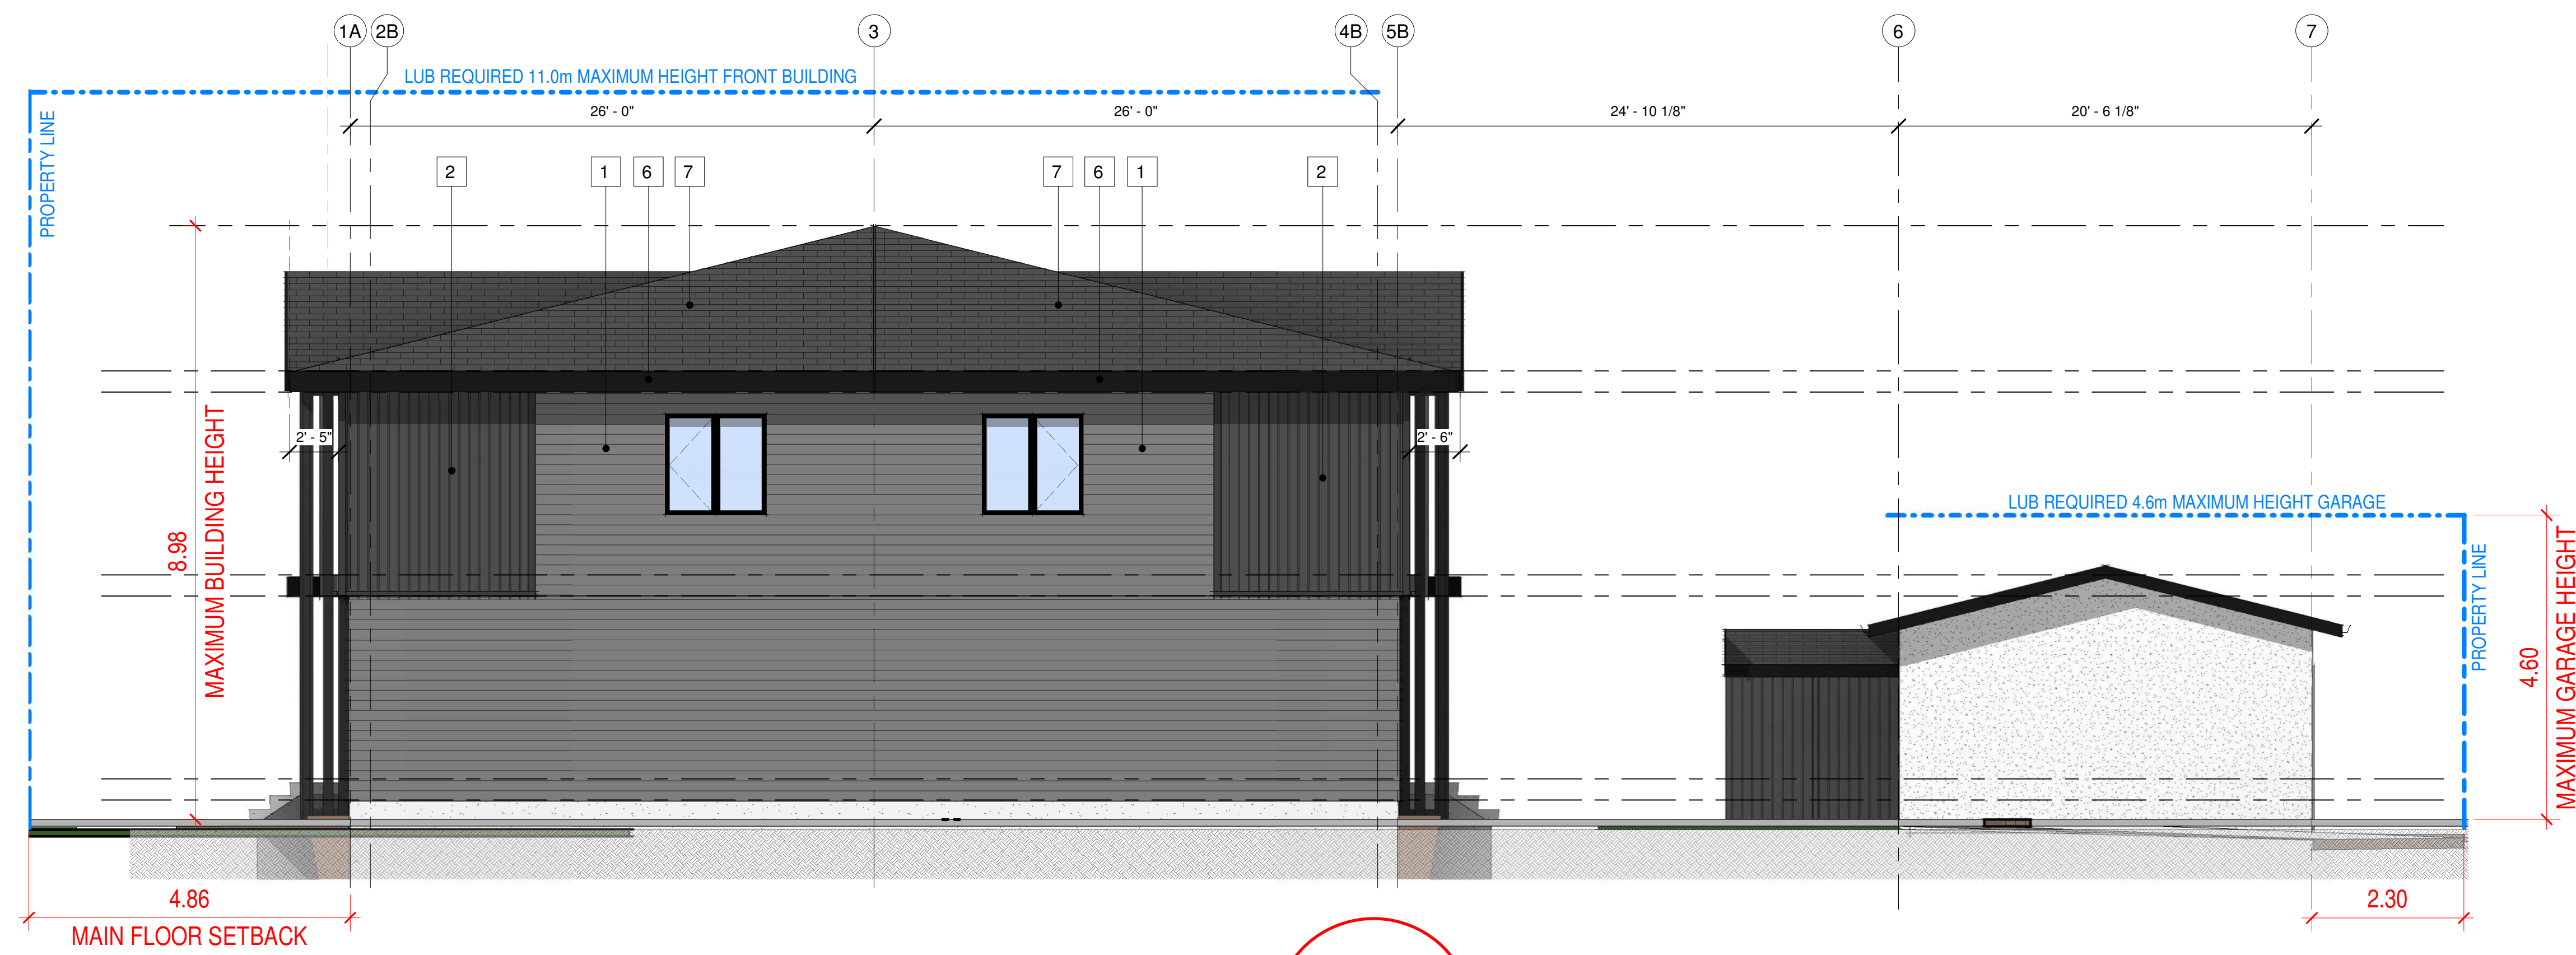 1A 2B 3 4B 5B 6 7
LUB REQUIRED 11.0m MAXIMUM HEIGHT FRONT BUILDING
26' - 0" 26' - 0" 24' - 10 1/8" 20' - 6 1/8"
PROPERTY LINE
2 1 6 7 7 6 1 2
2' - 5" 2' - 6"
8.98
MAXIMUM BUILDING HEIGHT
LUB REQUIRED 4.6m MAXIMUM HEIGHT GARAGE
PROPERTY LINE
4.60
MAXIMUM GARAGE HEIGHT
4.86
MAIN FLOOR SETBACK
2.30